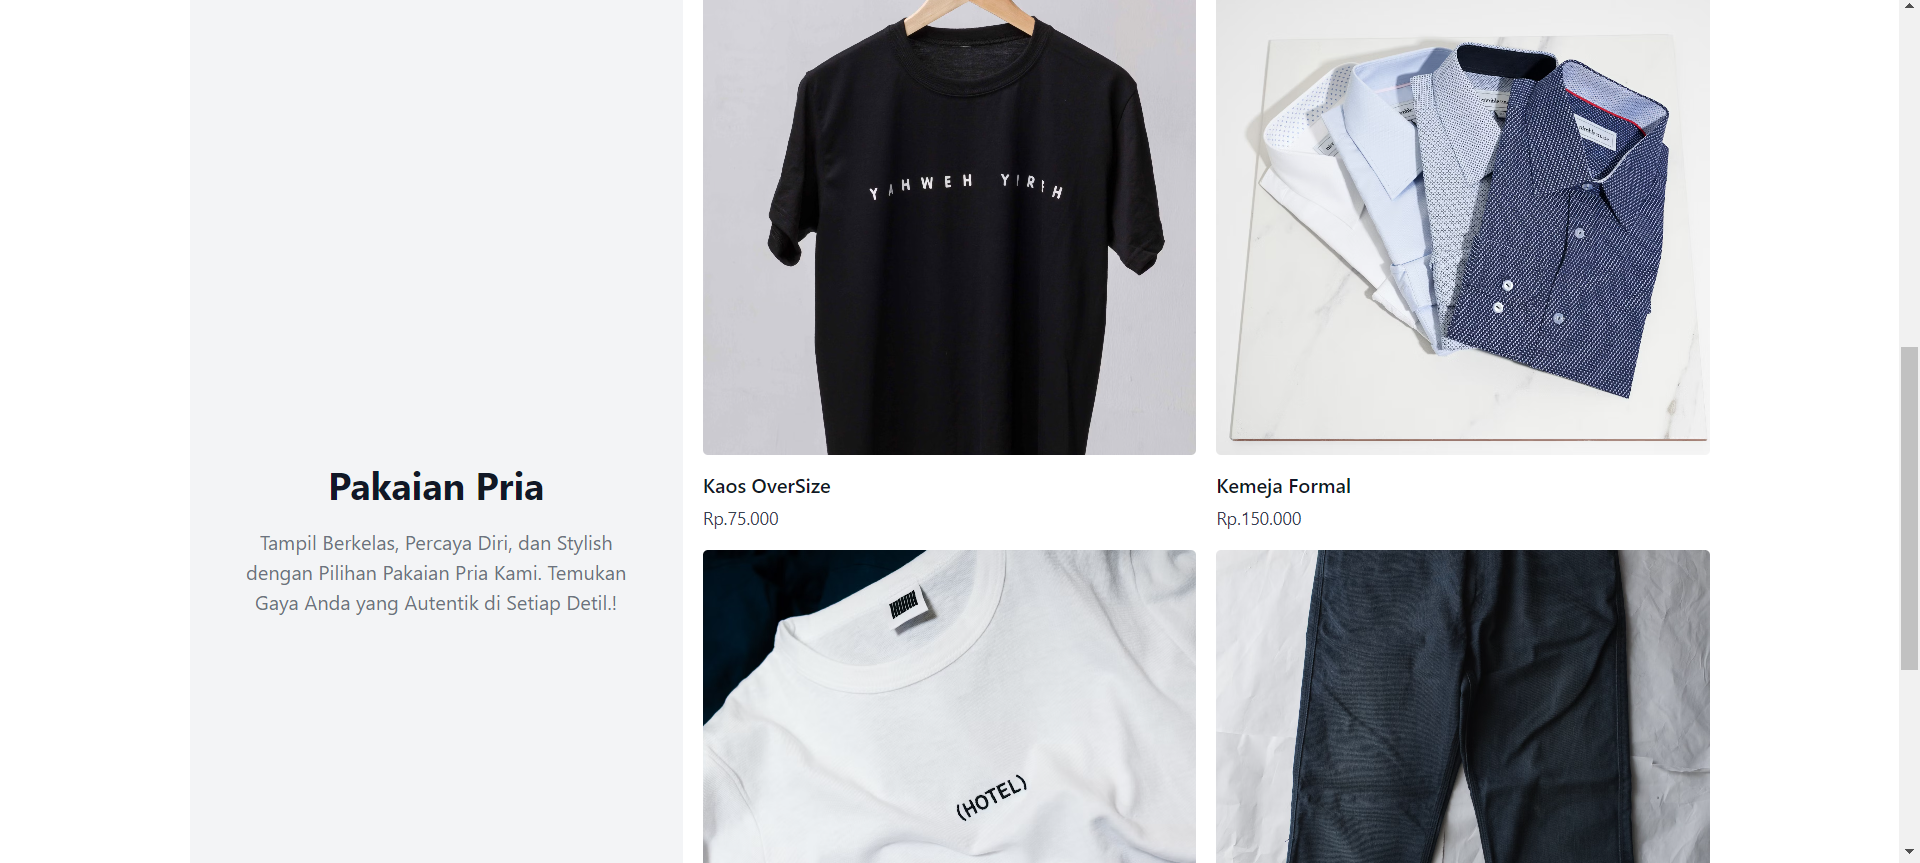 YAHWEH YIREH
Pakaian Pria
Tampil Berkelas, Percaya Diri, dan Stylish
dengan Pilihan Pakaian Pria Kami. Temukan
Gaya Anda yang Autentik di Setiap Detil.!
Kaos OverSize
Rp.75.000
Kemeja Formal
Rp.150.000
(HOTEL)